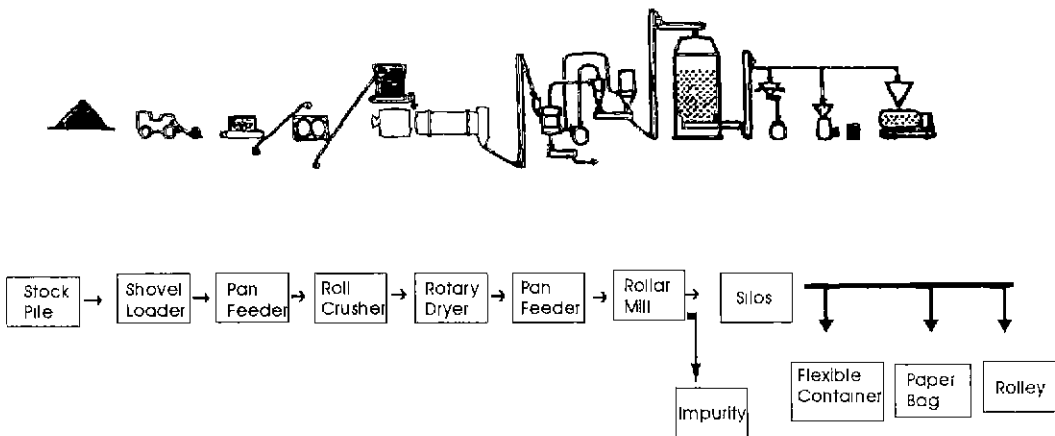 Stock
Pile
Shovel
Loader
Pan
Feeder
Roll
Crusher
Rotary
Dryer
Pan
Feeder
Rollar
Mill
Silos
Impurity
Flexible
Container
Paper
Bag
Rolley